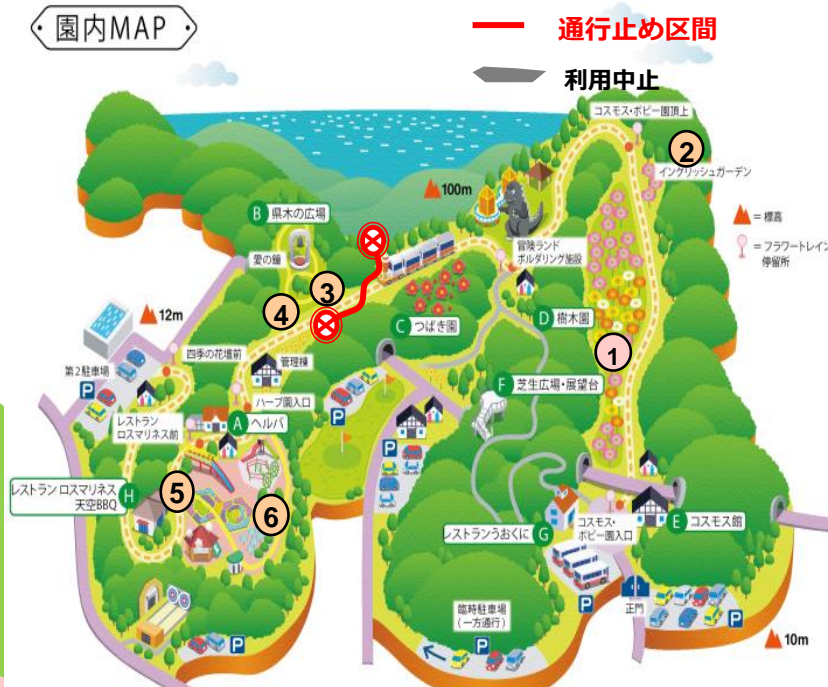 園内MAP
通行止め区間
利用中止
コスモス・ポピー園頂上
2
イングリッシュガーデン
100m
= 標高
= フラワートレイン
停留所
B 県木の広場
愛の鐘
冒険ランド
ボルダリング施設
3
4
12m
C つばき園
D 樹木園
1
四季の花壇前
管理棟
第2駐車場
P
F 芝生広場・展望台
ハーブ園入口
P
レストラン
ロスマリネス前
A ヘルバ
P
レストラン ロスマリネス
天空BBQ
H
5
6
レストランうおくに G
コスモス・
ポピー園入口
E コスモス館
P
正門
臨時駐車場
(一方通行)
P
P
P
10m